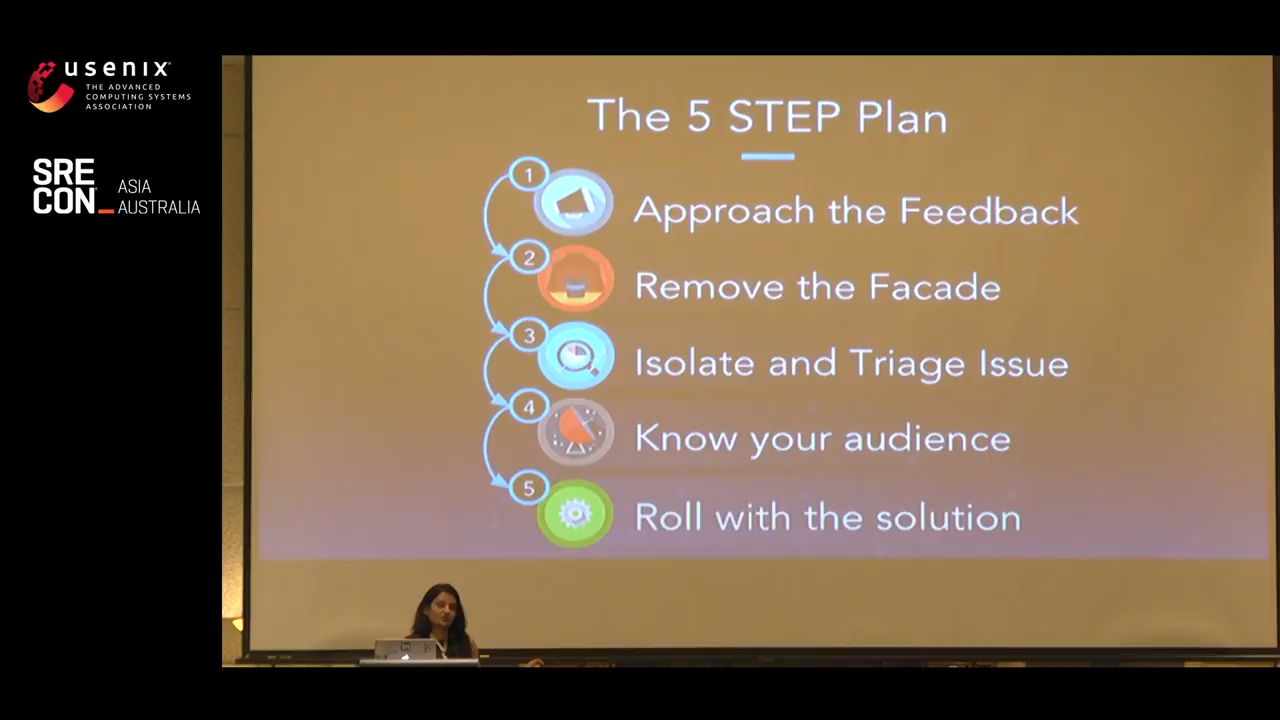 usenix
THE ADVANCED
COMPUTING SYSTEMS
ASSOCIATION
SRE
CON_
ASIA
AUSTRALIA
The 5 STEP Plan
1
Approach the Feedback
2
Remove the Facade
3
Isolate and Triage Issue
4
Know your audience
5
Roll with the solution